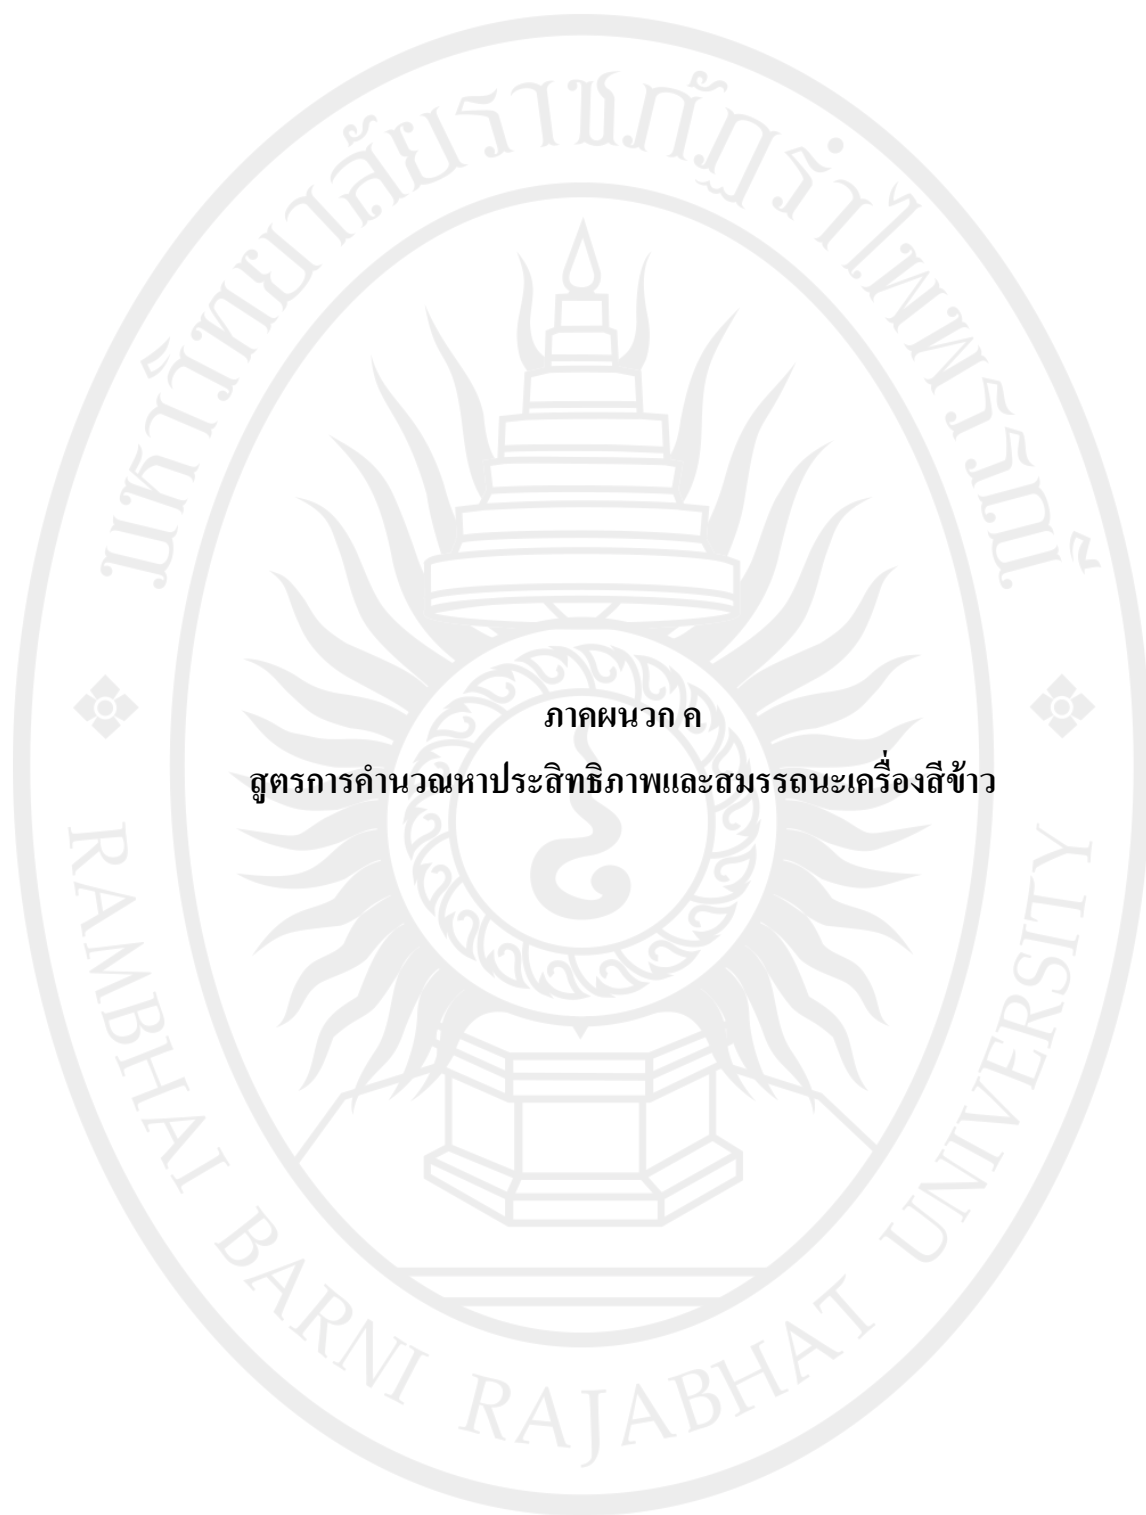 มหาวิทยาลัยราชภัฏรำไพพรรณี
ภาคผนวก ค
สูตรการคำนวณหาประสิทธิภาพและสมรรถนะเครื่องสีข้าว
RAMBHAI BARNI RAJABHAT UNIVERSITY